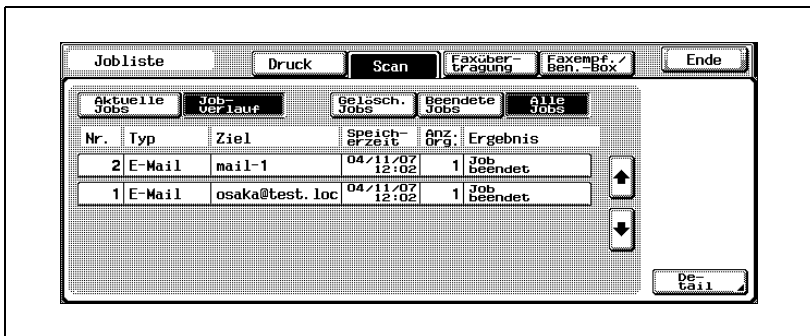 Jobliste Druck Scan Faxüber- Faxempf./ Ende
tragung Ben.-Box
Aktuelle Job- Gelösch. Beendete Alle
Jobs verlauf Jobs Jobs Jobs
Nr. Typ Ziel Speich- Anz. Ergebnis
erzeit Org.
2 E-Mail mail-1 04/11/07 1 Job
12:02 beendet
1 E-Mail osaka@test.loc 04/11/07 1 Job
12:02 beendet
De-
tail